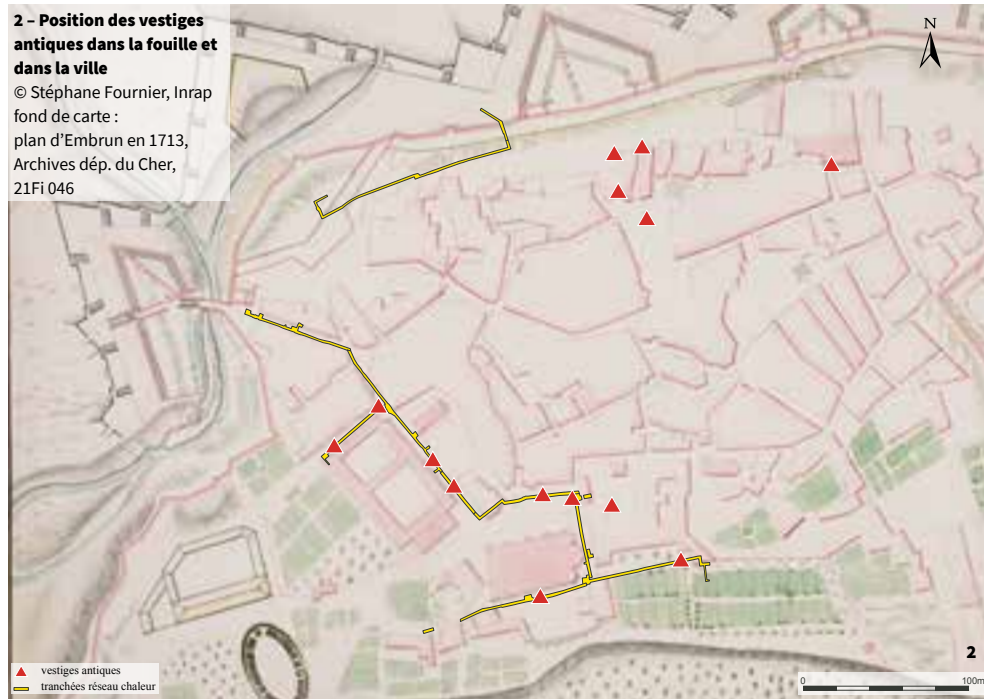 2 – Position des vestiges
antiques dans la fouille et
dans la ville
© Stéphane Fournier, Inrap
fond de carte :
plan d’Embrun en 1713,
Archives dép. du Cher,
21Fi 046
N
2
vestiges antiques
tranchées réseau chaleur
0
100m